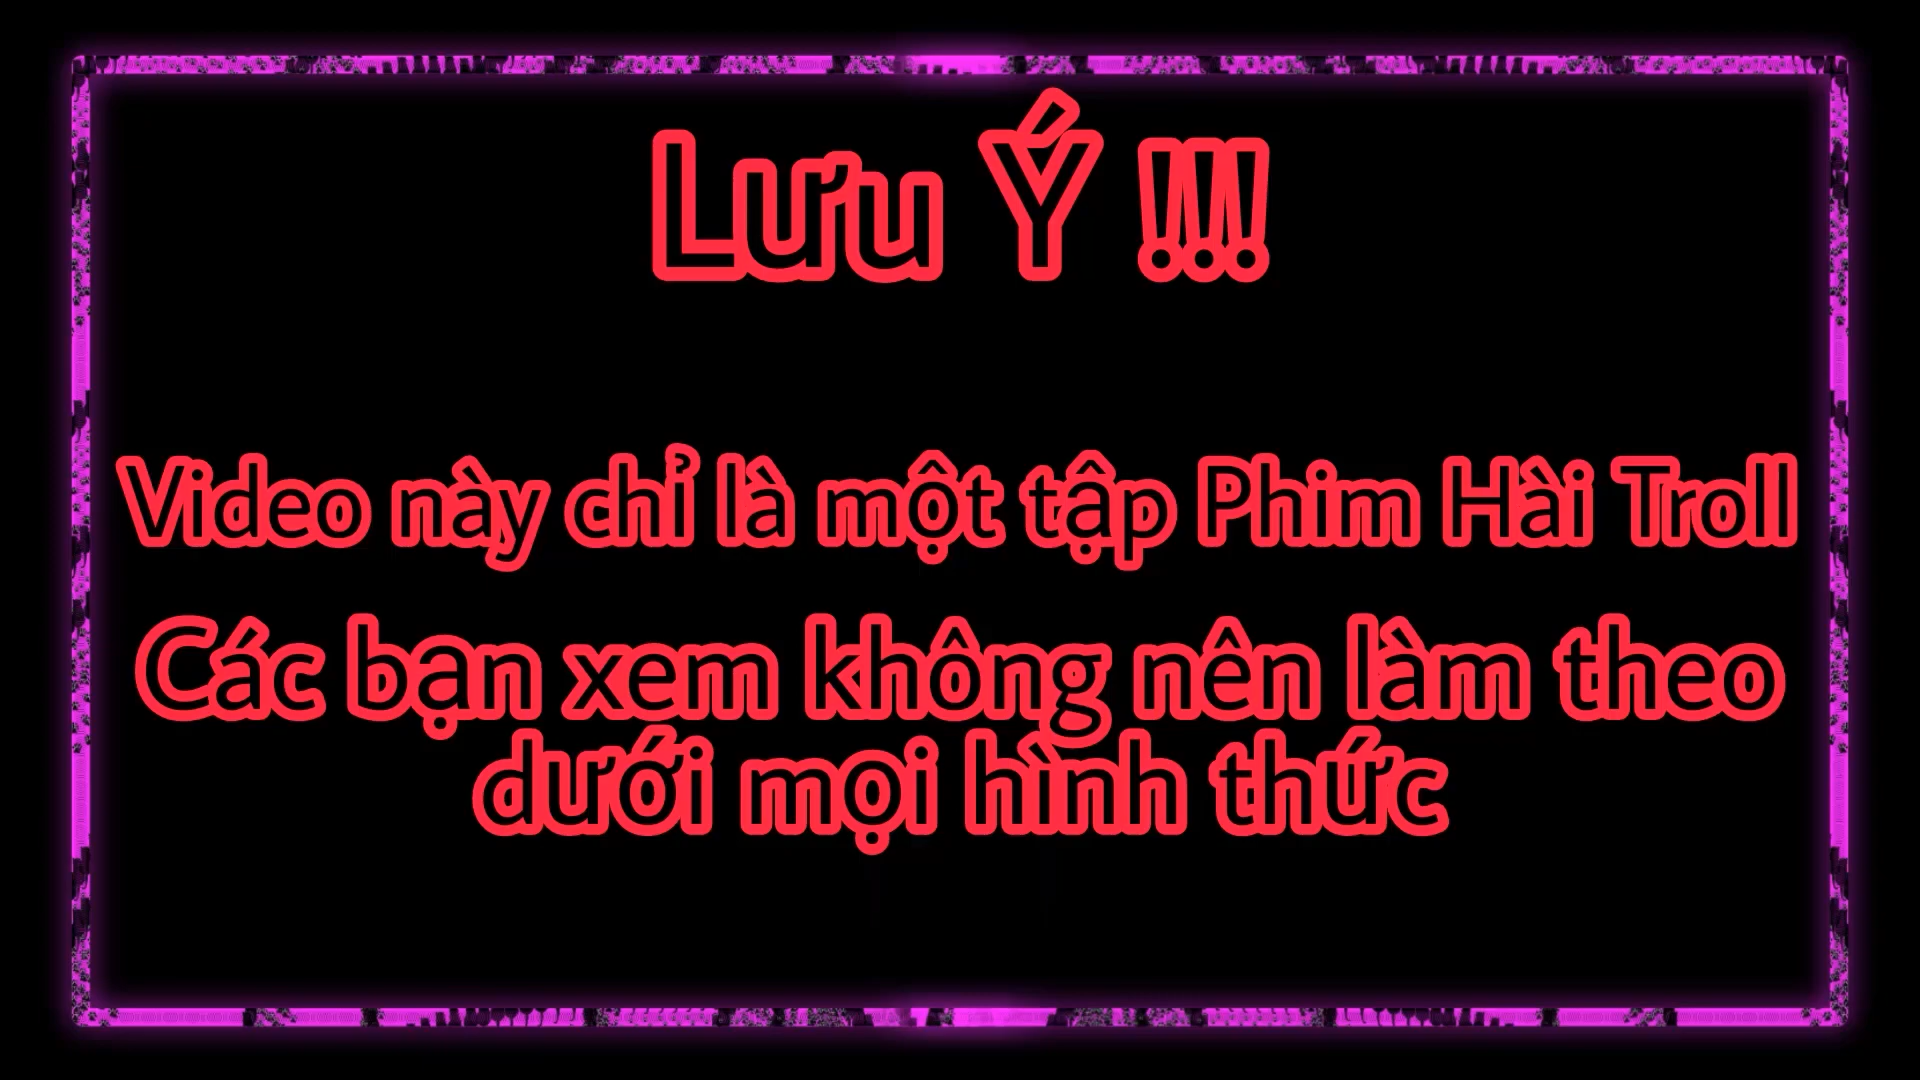 Lưu Ý !!!
Video này chỉ là một tập Phim Hài Troll
Các bạn xem không nên làm theo
dưới mọi hình thức